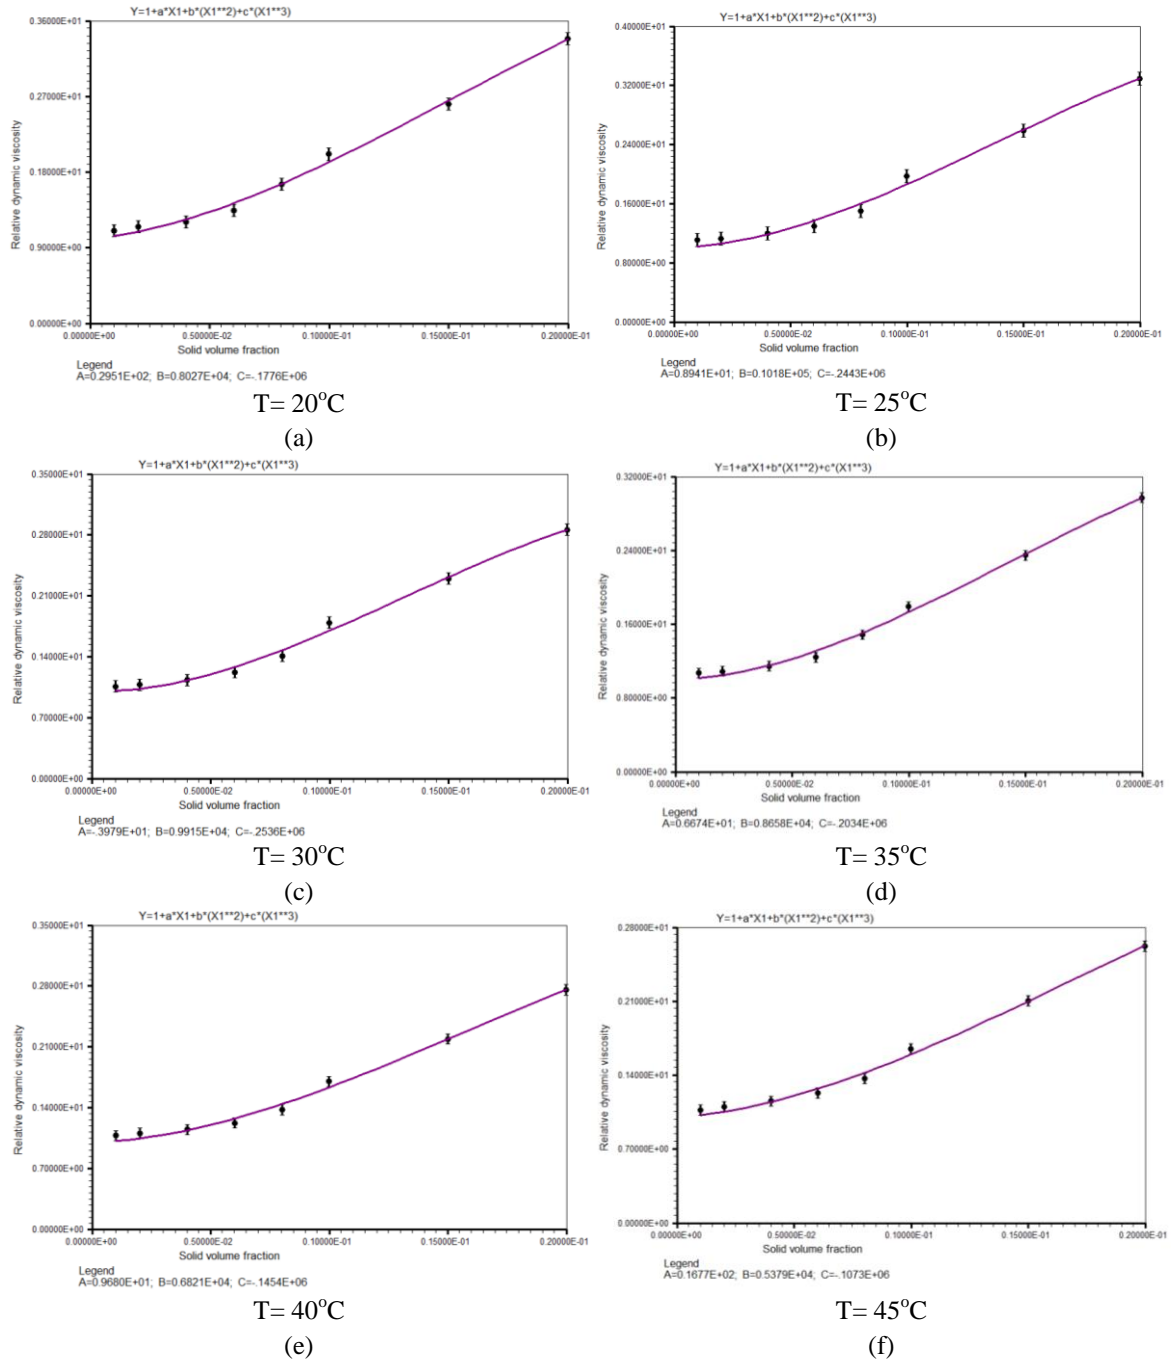 Y=1+a*X1+b*(X1**2)+c*(X1**3)
0.36000E+01
0.27000E+01
0.18000E+01
0.90000E+00
0.00000E+00
Relative dynamic viscosity
0.00000E+00 0.50000E-02 0.10000E-01 0.15000E-01 0.20000E-01
Solid volume fraction
Legend
A=0.2951E+02; B=0.8027E+04; C=-.1776E+06
T= 20°C
(a)
Y=1+a*X1+b*(X1**2)+c*(X1**3)
0.40000E+01
0.32000E+01
0.24000E+01
0.16000E+01
0.80000E+00
0.00000E+00
Relative dynamic viscosity
0.00000E+00 0.50000E-02 0.10000E-01 0.15000E-01 0.20000E-01
Solid volume fraction
Legend
A=0.8941E+01; B=0.1018E+05; C=-.2443E+06
T= 25°C
(b)
Y=1+a*X1+b*(X1**2)+c*(X1**3)
0.35000E+01
0.28000E+01
0.21000E+01
0.14000E+01
0.70000E+00
0.00000E+00
Relative dynamic viscosity
0.00000E+00 0.50000E-02 0.10000E-01 0.15000E-01 0.20000E-01
Solid volume fraction
Legend
A=-.3979E+01; B=0.9915E+04; C=-.2536E+06
T= 30°C
(c)
Y=1+a*X1+b*(X1**2)+c*(X1**3)
0.32000E+01
0.24000E+01
0.16000E+01
0.80000E+00
0.00000E+00
Relative dynamic viscosity
0.00000E+00 0.50000E-02 0.10000E-01 0.15000E-01 0.20000E-01
Solid volume fraction
Legend
A=0.6674E+01; B=0.8658E+04; C=-.2034E+06
T= 35°C
(d)
Y=1+a*X1+b*(X1**2)+c*(X1**3)
0.35000E+01
0.28000E+01
0.21000E+01
0.14000E+01
0.70000E+00
0.00000E+00
Relative dynamic viscosity
0.00000E+00 0.50000E-02 0.10000E-01 0.15000E-01 0.20000E-01
Solid volume fraction
Legend
A=0.9680E+01; B=0.6821E+04; C=-.1454E+06
T= 40°C
(e)
Y=1+a*X1+b*(X1**2)+c*(X1**3)
0.28000E+01
0.21000E+01
0.14000E+01
0.70000E+00
0.00000E+00
Relative dynamic viscosity
0.00000E+00 0.50000E-02 0.10000E-01 0.15000E-01 0.20000E-01
Solid volume fraction
Legend
A=0.1677E+02; B=0.5379E+04; C=-.1073E+06
T= 45°C
(f)